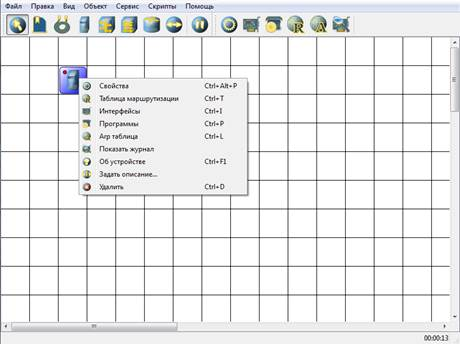 Файл Правка Вид Объект Сервис Скрипты Помощь
Свойства Ctrl+Alt+P
Таблица маршрутизации Ctrl+T
Интерфейсы Ctrl+I
Программы Ctrl+P
Arp таблица Ctrl+L
Показать журнал
Об устройстве Ctrl+F1
Задать описание...
Удалить Ctrl+D
00:00:13